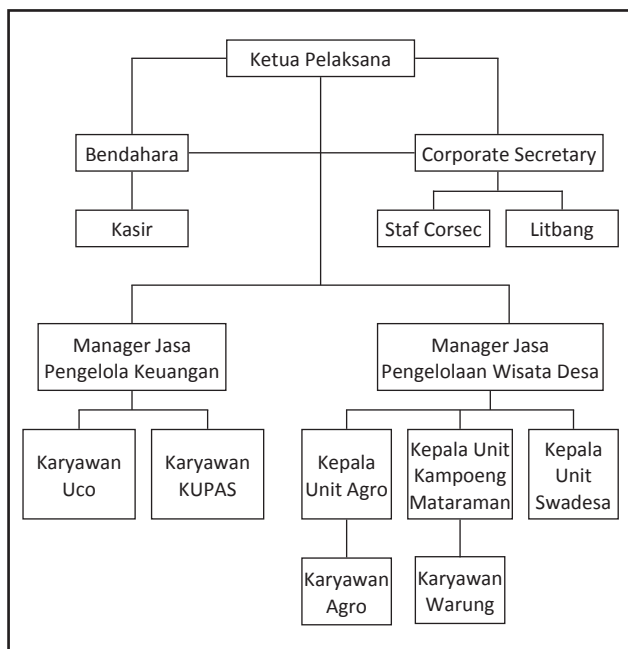 Ketua Pelaksana
Bendahara
Corporate Secretary
Kasir
Staf Corsec
Litbang
Manager Jasa
Pengelola Keuangan
Manager Jasa
Pengelolaan Wisata Desa
Karyawan
Uco
Karyawan
KUPAS
Kepala
Unit Agro
Kepala Unit
Kampoeng
Mataraman
Kepala
Unit
Swadesa
Karyawan
Agro
Karyawan
Warung